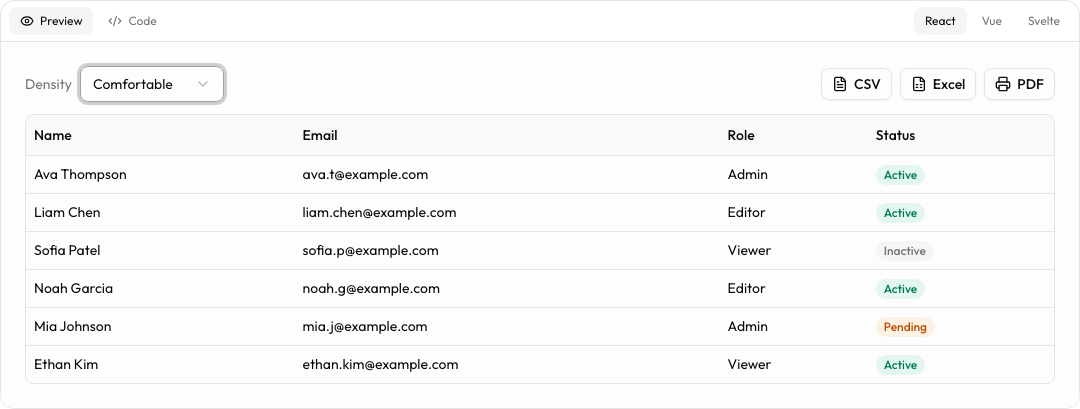 Preview Code React Vue Svelte
Density Comfortable CSV Excel PDF
Name Email Role Status
Ava Thompson ava.t@example.com Admin Active
Liam Chen liam.chen@example.com Editor Active
Sofia Patel sofia.p@example.com Viewer Inactive
Noah Garcia noah.g@example.com Editor Active
Mia Johnson mia.j@example.com Admin Pending
Ethan Kim ethan.kim@example.com Viewer Active